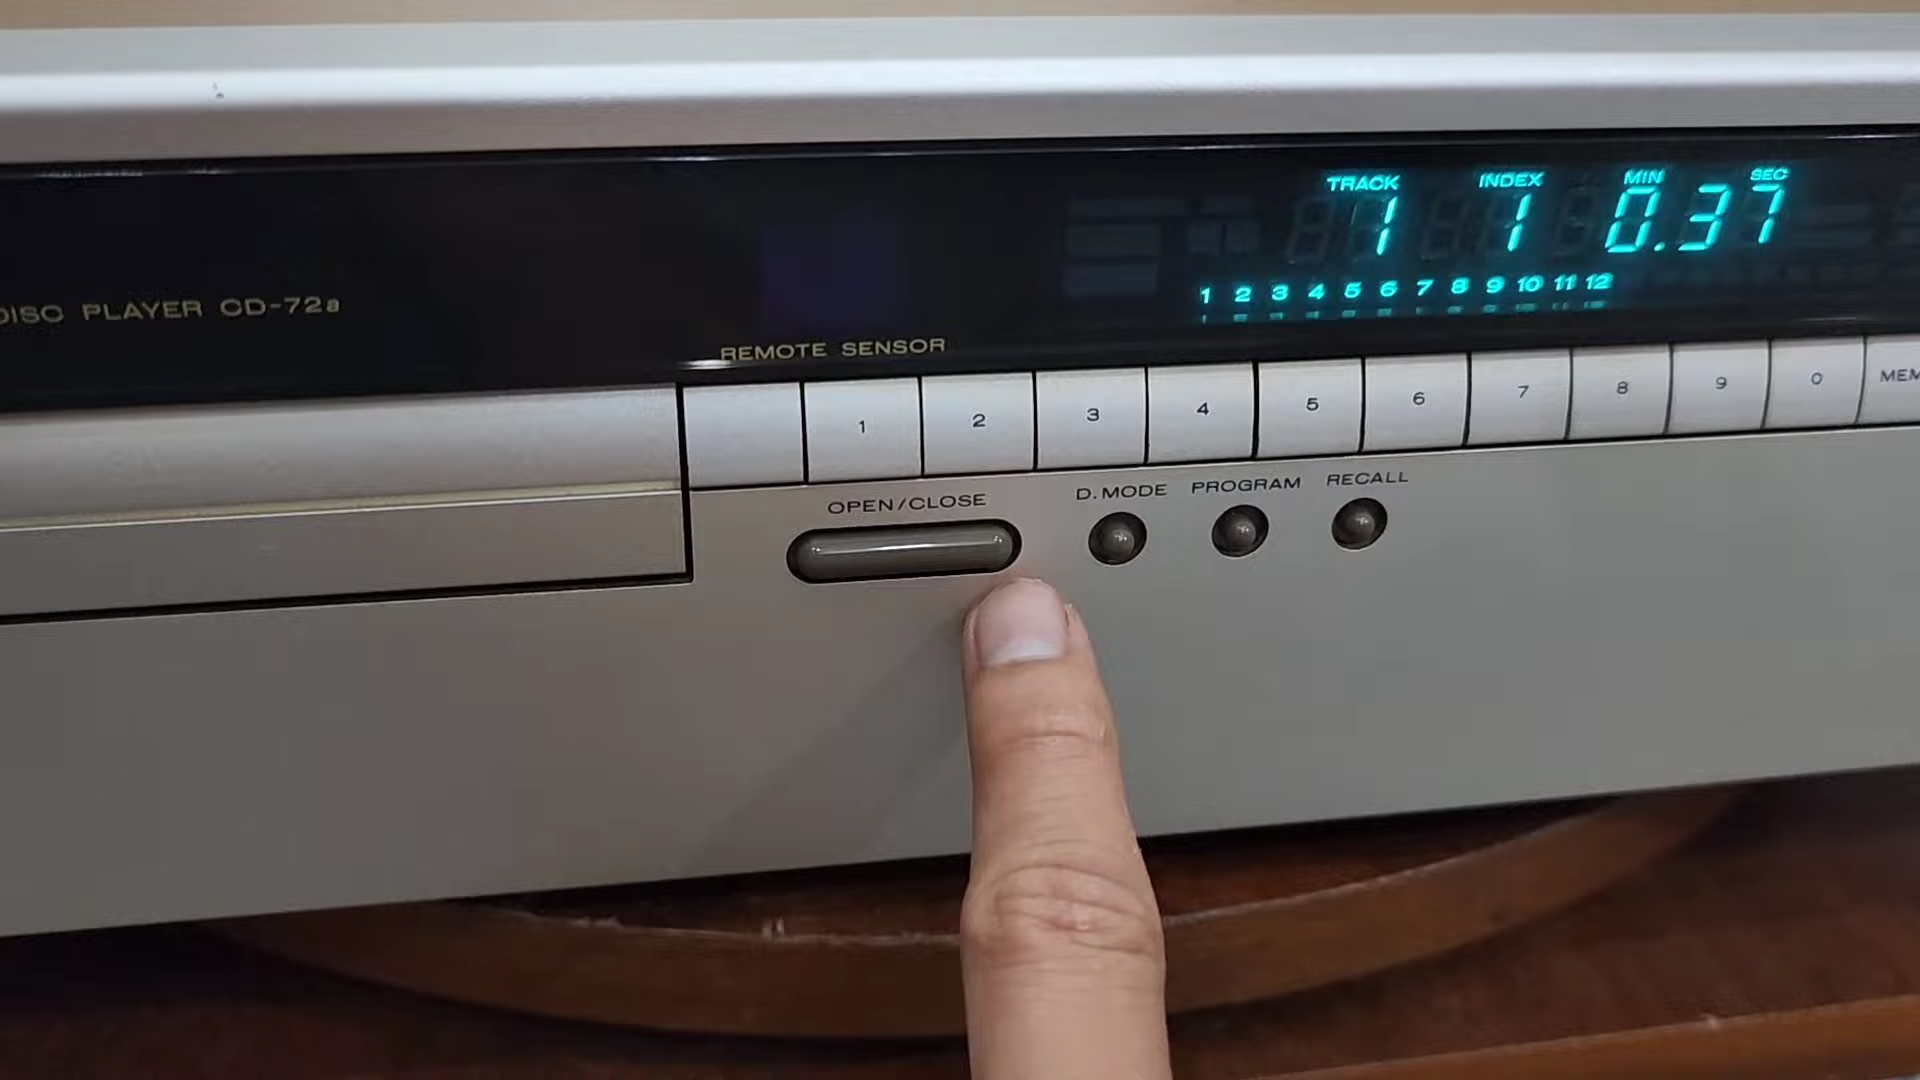 TRACK INDEX MIN SEC
1 1 0.37
1 2 3 4 5 6 7 8 9 10 11 12
DISC PLAYER CD-72a
REMOTE SENSOR
1 2 3 4 5 6 7 8 9 0
OPEN/CLOSE D.MODE PROGRAM RECALL